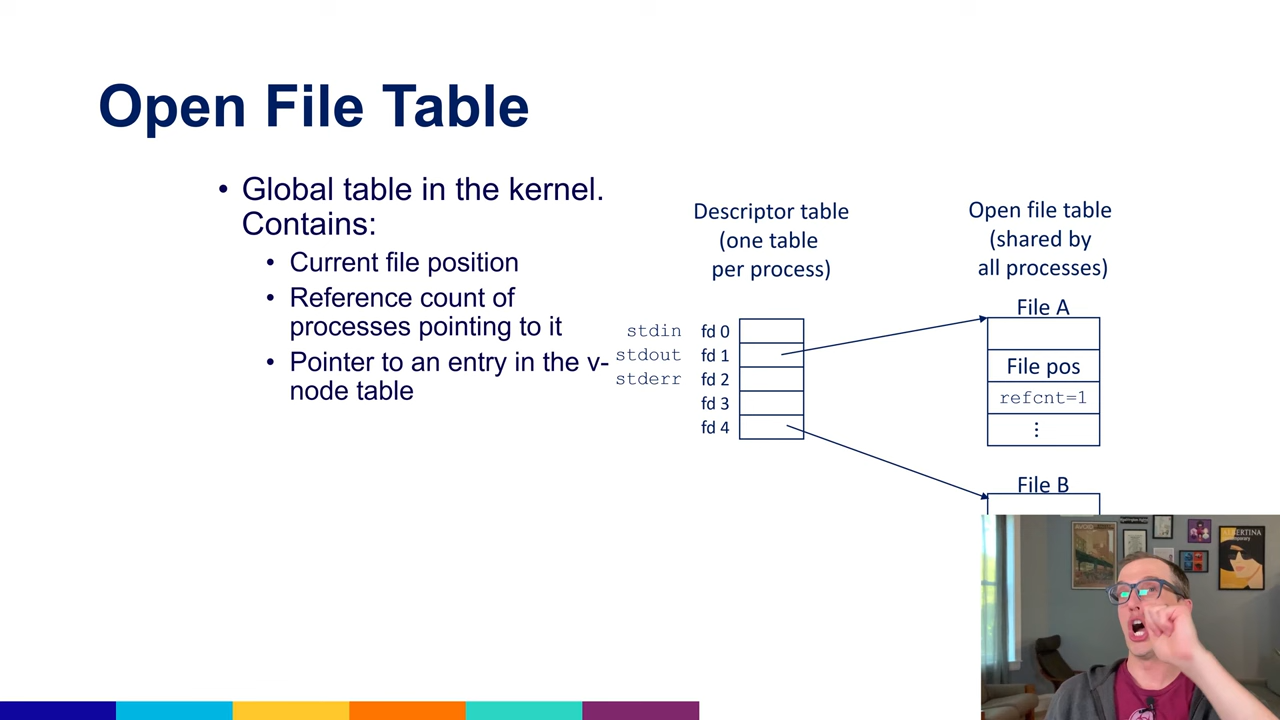 Open File Table
• Global table in the kernel.
Contains:
• Current file position
• Reference count of
processes pointing to it
• Pointer to an entry in the v-
node table
Descriptor table
(one table
per process)
stdin fd 0
stdout fd 1
stderr fd 2
fd 3
fd 4
Open file table
(shared by
all processes)
File A
File pos
refcnt=1
⋮
File B